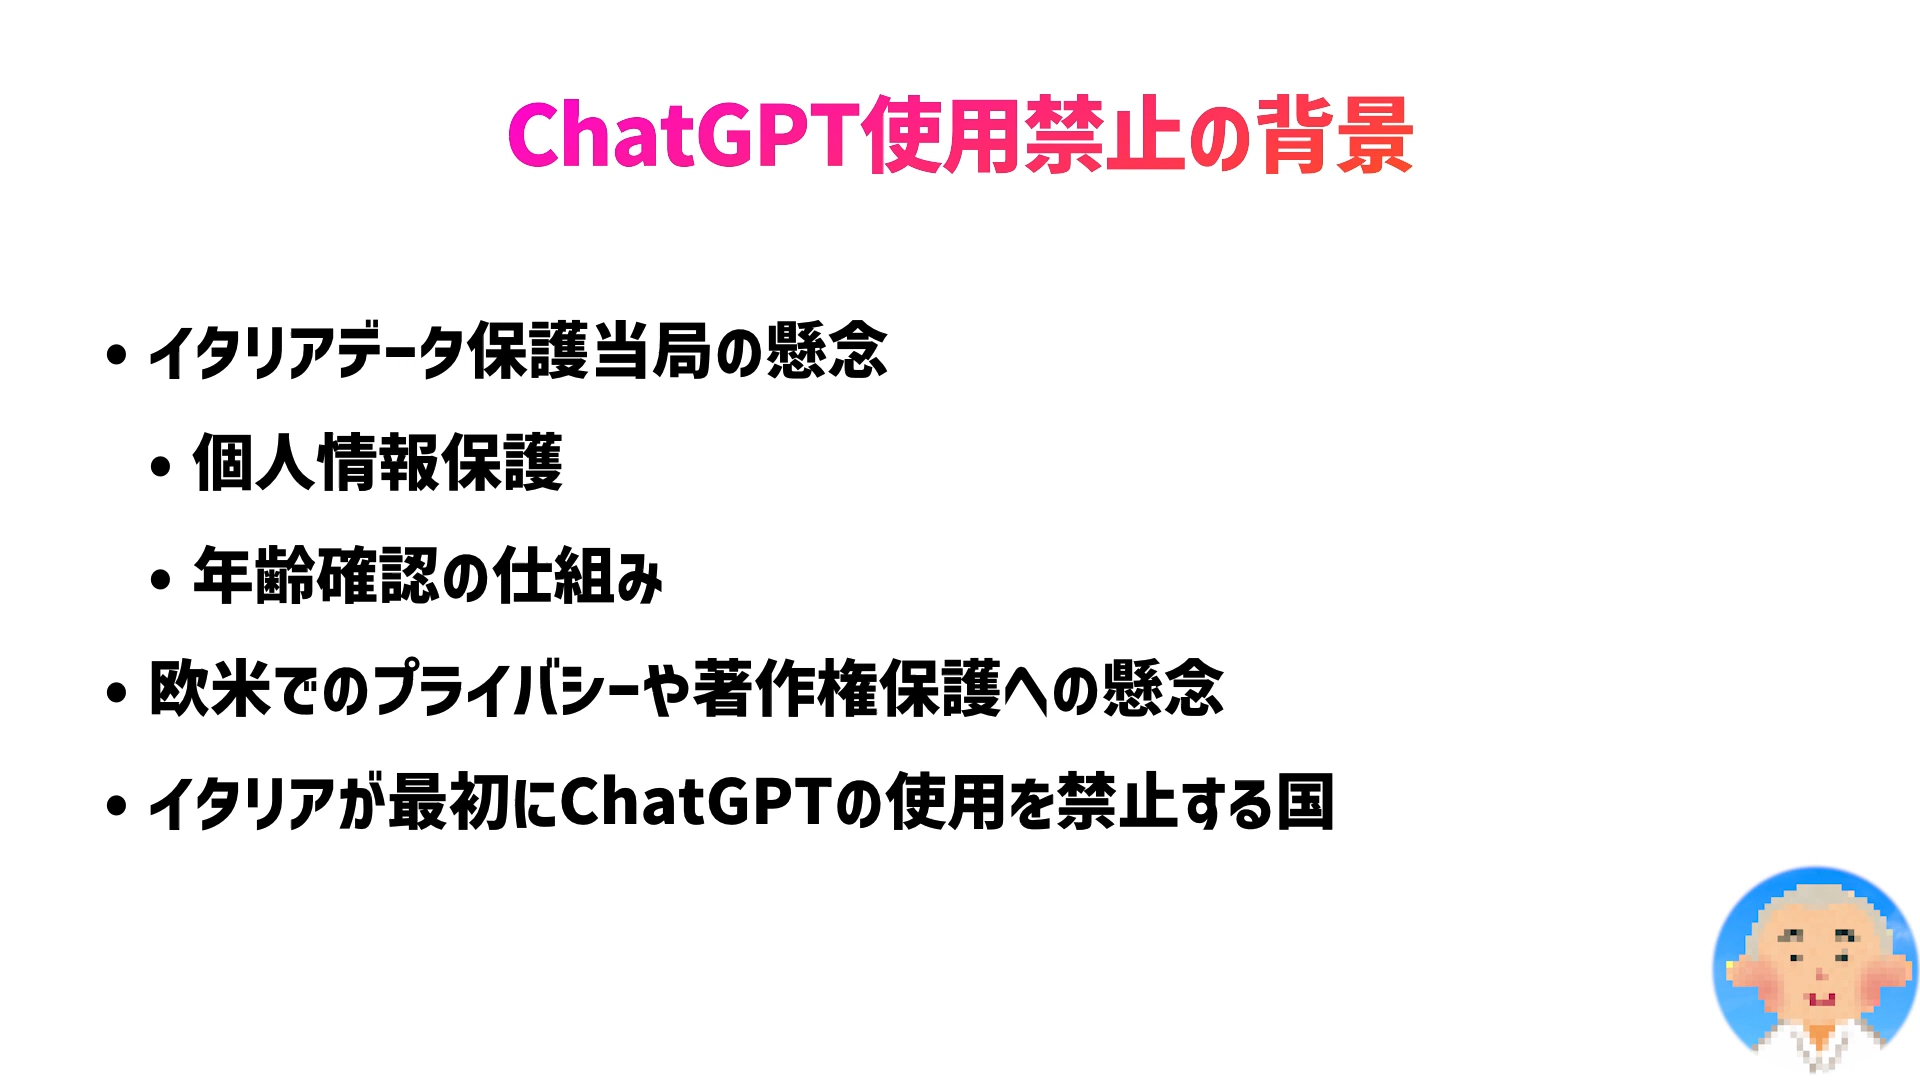 ChatGPT使用禁止の背景
• イタリアデータ保護当局の懸念
• 個人情報保護
• 年齢確認の仕組み
• 欧米でのプライバシーや著作権保護への懸念
• イタリアが最初にChatGPTの使用を禁止する国